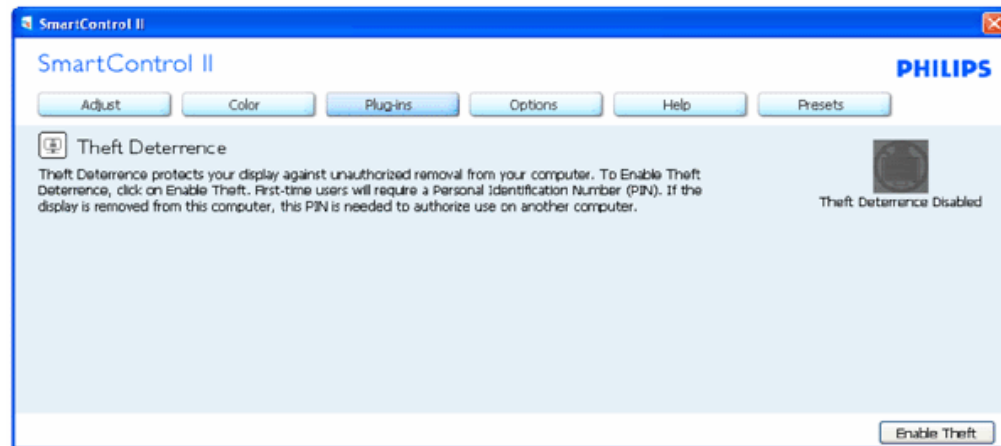 SmartControl II
SmartControl II
PHILIPS
Adjust Color Plug-ins Options Help Presets
Theft Deterrence
Theft Deterrence protects your display against unauthorized removal from your computer. To Enable Theft
Deterrence, click on Enable Theft. First-time users will require a Personal Identification Number (PIN). If the
display is removed from this computer, this PIN is needed to authorize use on another computer.
Theft Deterrence Disabled
Enable Theft